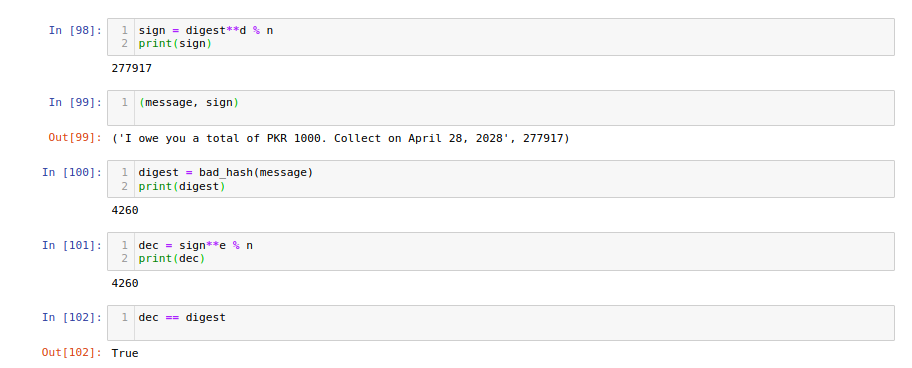 In [98]: 1 sign = digest**d % n
2 print(sign)
277917
In [99]: 1 (message, sign)
Out[99]: ('I owe you a total of PKR 1000. Collect on April 28, 2028', 277917)
In [100]: 1 digest = bad_hash(message)
2 print(digest)
4260
In [101]: 1 dec = sign**e % n
2 print(dec)
4260
In [102]: 1 dec == digest
Out[102]: True